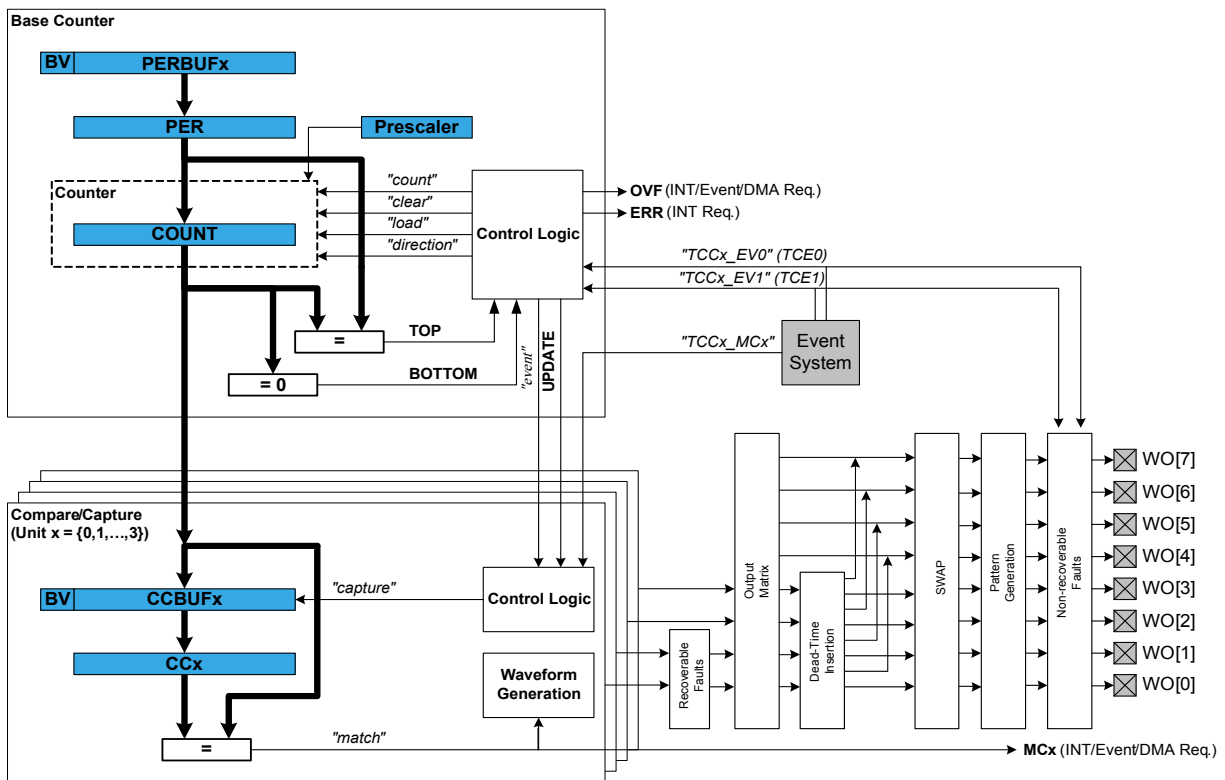 Base Counter
BV
PERBUFx
PER
Prescaler
Counter
COUNT
"count"
"clear"
"load"
"direction"
Control Logic
OVF (INT/Event/DMA Req.)
ERR (INT Req.)
"TCCx_EV0" (TCE0)
"TCCx_EV1" (TCE1)
"TCCx_MCx"
Event
System
=
TOP
= 0
BOTTOM
"event"
UPDATE
Compare/Capture
(Unit x = {0,1,…,3})
BV
CCBUFx
"capture"
Control Logic
CCx
Waveform
Generation
=
"match"
Recoverable
Faults
Output
Matrix
Dead-Time
Insertion
SWAP
Pattern
Generation
Non-recoverable
Faults
WO[7]
WO[6]
WO[5]
WO[4]
WO[3]
WO[2]
WO[1]
WO[0]
MCx (INT/Event/DMA Req.)